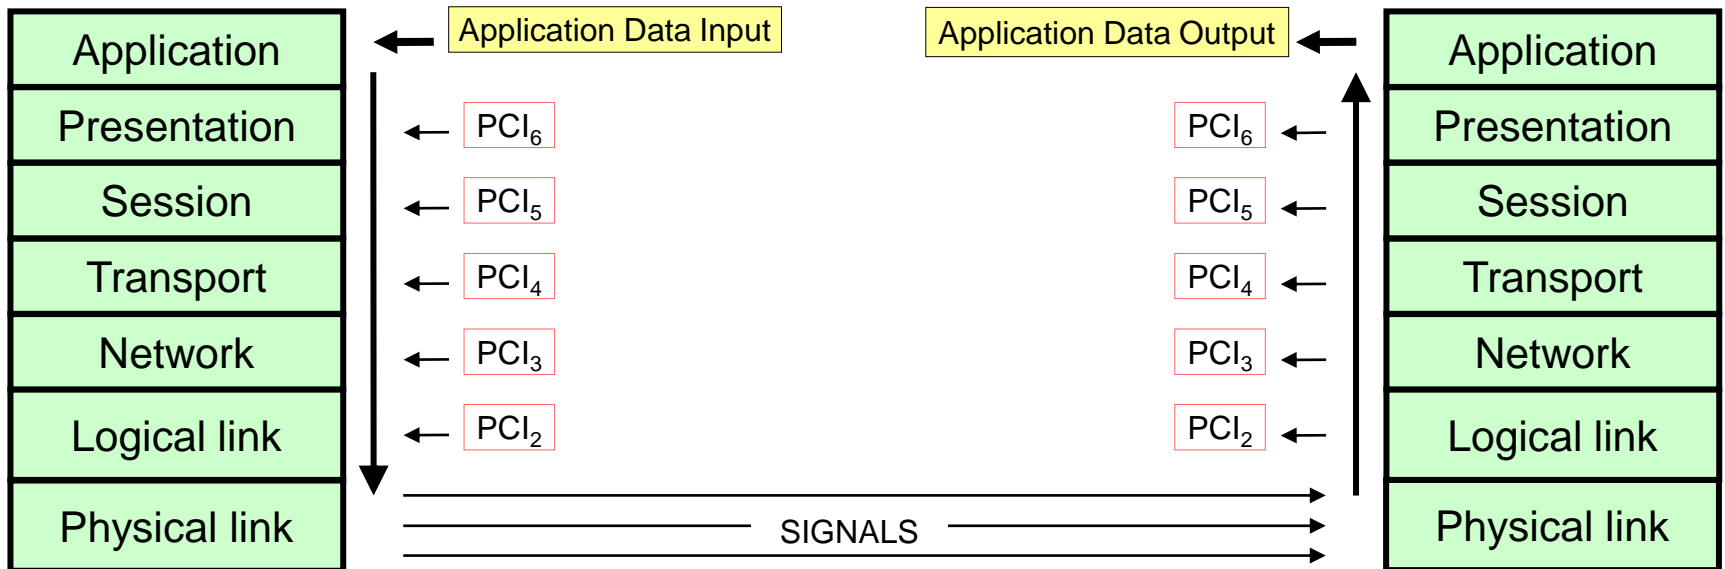 Application
Application Data Input
Application Data Output
Application
Presentation
PCI6
PCI6
Presentation
Session
PCI5
PCI5
Session
Transport
PCI4
PCI4
Transport
Network
PCI3
PCI3
Network
Logical link
PCI2
PCI2
Logical link
Physical link
SIGNALS
Physical link